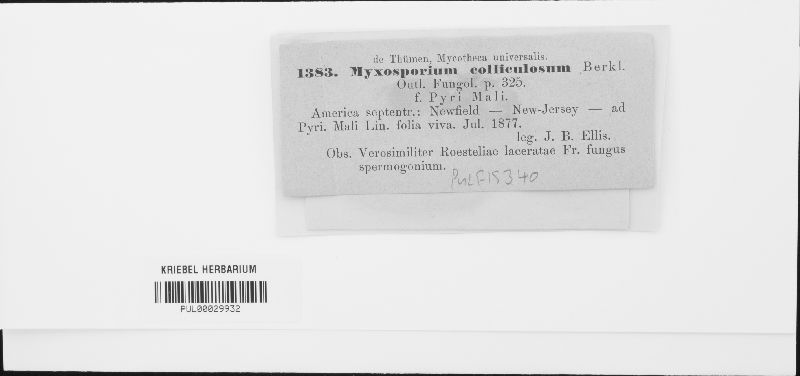 de Thümen, Mycotheca universalis.
1383. Myxosporium colliculosum Berkl.
Outl. Fungol. p. 325.
f. Pyri Mali.
America septentr.: Newfield — New-Jersey — ad
Pyri. Mali Lin. folia viva. Jul. 1877.
leg. J. B. Ellis.
Obs. Verosimiliter Roesteliae laceratae Fr. fungus
spermogonium.
PULF15340
KRIEBEL HERBARIUM
PUL00029932